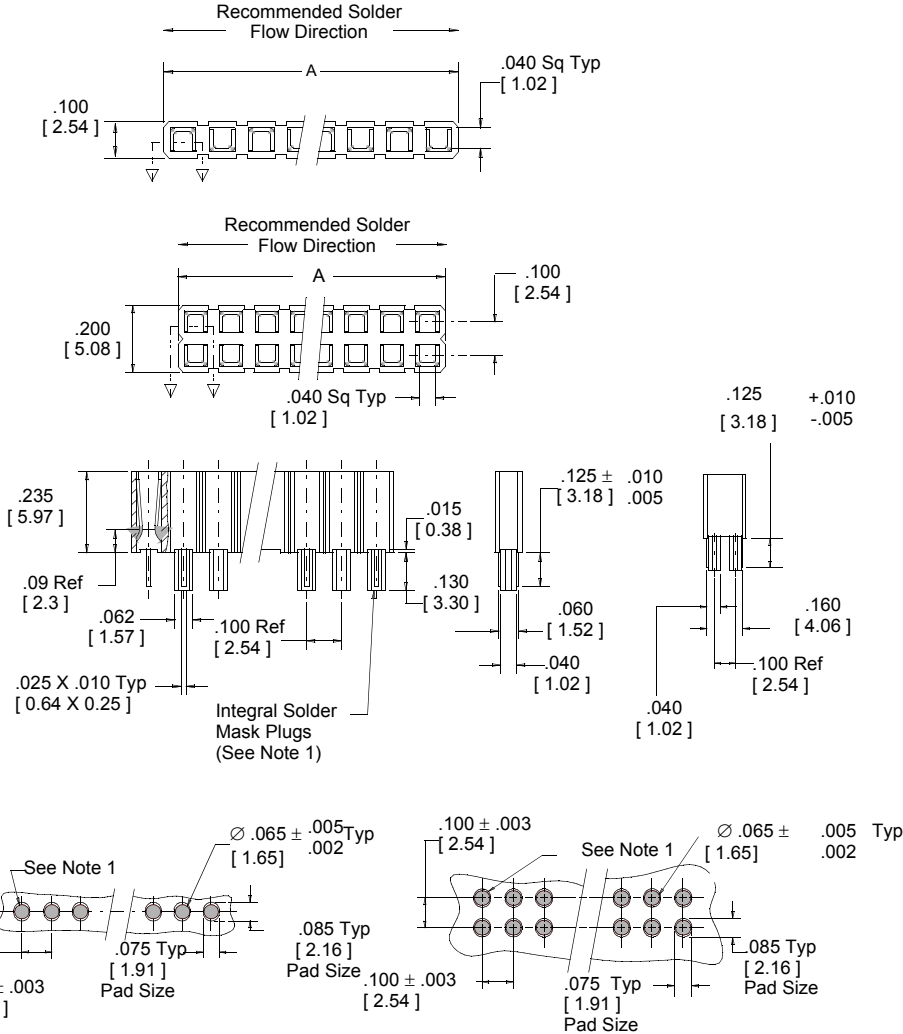 Recommended Solder
Flow Direction
A
.040 Sq Typ
[ 1.02 ]
.100
[ 2.54 ]
Recommended Solder
Flow Direction
A
.100
[ 2.54 ]
.200
[ 5.08 ]
.040 Sq Typ
[ 1.02 ]
.125 +.010
[ 3.18 ] -.005
.235
[ 5.97 ]
.125 ± .010
[ 3.18 ] .005
.015
[ 0.38 ]
.09 Ref
[ 2.3 ]
.130
[ 3.30 ]
.062
[ 1.57 ]
.100 Ref
[ 2.54 ]
.060
[ 1.52 ]
.160
[ 4.06 ]
.040
[ 1.02 ]
.100 Ref
[ 2.54 ]
.025 X .010 Typ
[ 0.64 X 0.25 ]
.040
[ 1.02 ]
Integral Solder
Mask Plugs
(See Note 1)
∅ .065 ± .005 Typ
[ 1.65] .002
See Note 1
.075 Typ
[ 1.91 ]
Pad Size
.085 Typ
[ 2.16 ]
Pad Size
± .003
]
.100 ± .003
[ 2.54 ]
See Note 1
∅ .065 ± .005 Typ
[ 1.65] .002
.085 Typ
[ 2.16 ]
Pad Size
.100 ± .003
[ 2.54 ]
.075 Typ
[ 1.91 ]
Pad Size